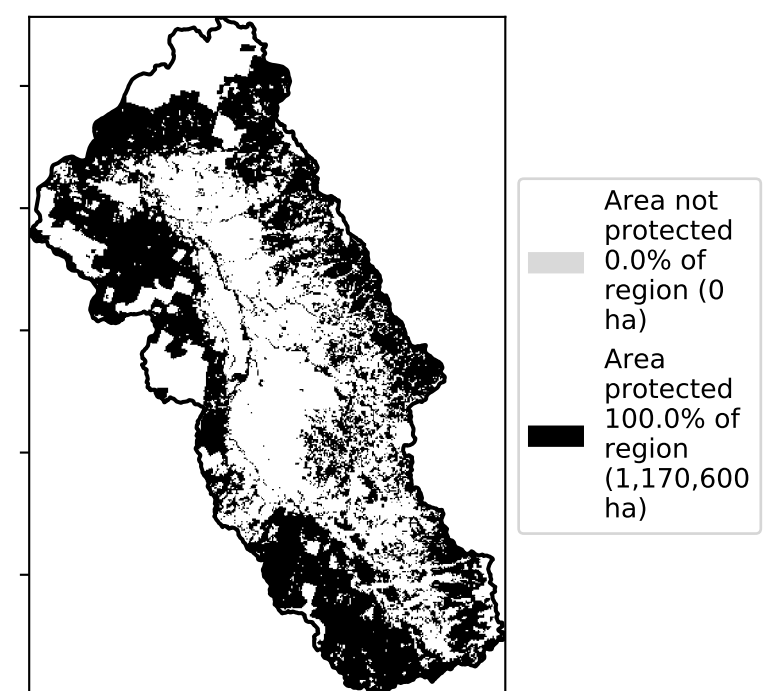 Area not
protected
0.0% of
region (0
ha)
Area
protected
100.0% of
region
(1,170,600
ha)